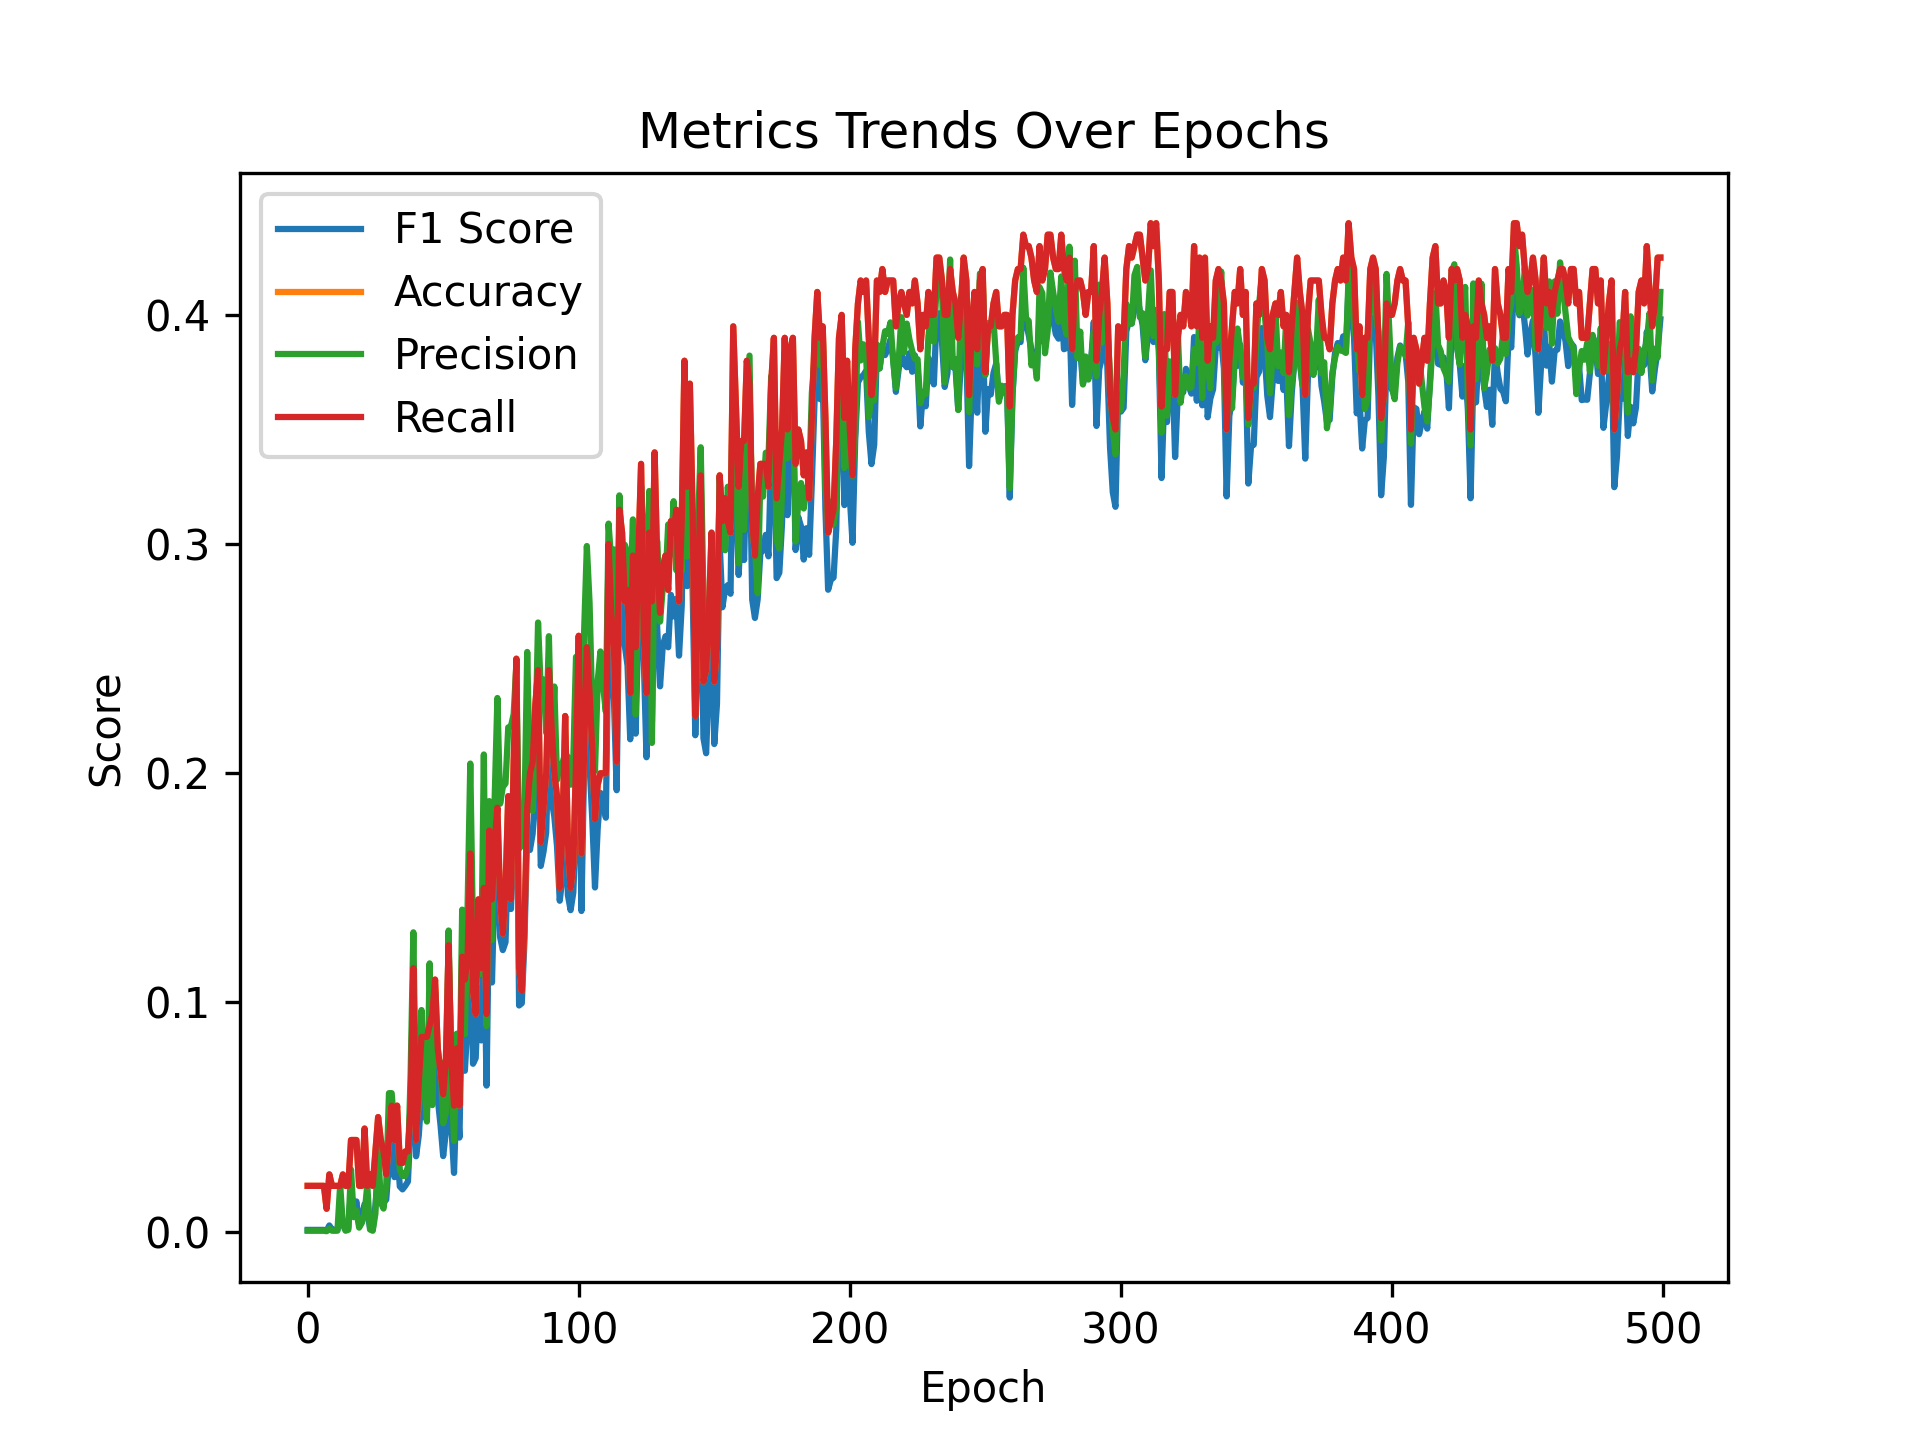 Metrics Trends Over Epochs
F1 Score
Accuracy
Precision
Recall
Score
0.4
0.3
0.2
0.1
0.0
0 100 200 300 400 500
Epoch